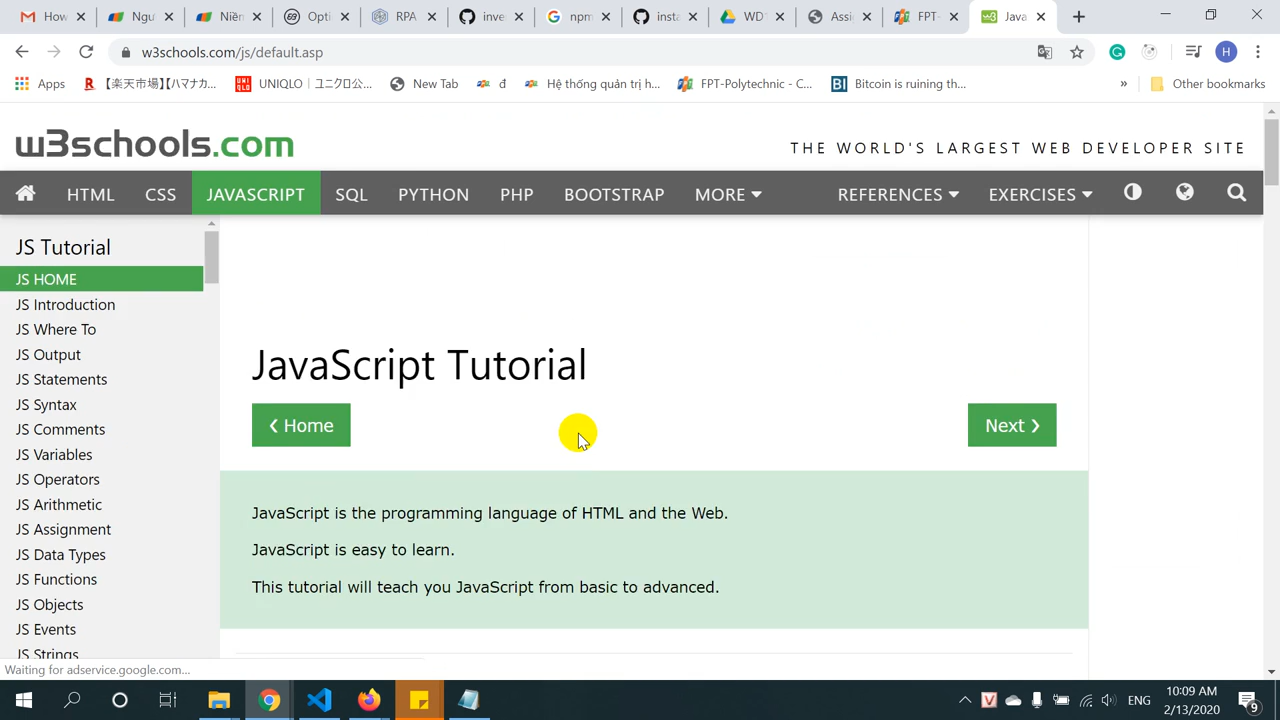 How
Ngu
Niền
Opti
RPA
inve
npm
insta
WD
Assi
FPT-
Java
w3schools.com/js/default.asp
H
Apps
【楽天市場】【ハマナカ...
UNIQLO | ユニクロ公...
New Tab
đ
Hệ thống quản trị h...
FPT-Polytechnic - C...
BI
Bitcoin is ruining th...
»
Other bookmarks
w3schools.com
THE WORLD'S LARGEST WEB DEVELOPER SITE
HTML CSS JAVASCRIPT SQL PYTHON PHP BOOTSTRAP MORE REFERENCES EXERCISES
JS Tutorial
JS HOME
JS Introduction
JS Where To
JS Output
JS Statements
JS Syntax
JS Comments
JS Variables
JS Operators
JS Arithmetic
JS Assignment
JS Data Types
JS Functions
JS Objects
JS Events
JS Strings
JavaScript Tutorial
❮ Home
Next ❯
JavaScript is the programming language of HTML and the Web.
JavaScript is easy to learn.
This tutorial will teach you JavaScript from basic to advanced.
Waiting for adservice.google.com...
ENG
10:09 AM
2/13/2020
9